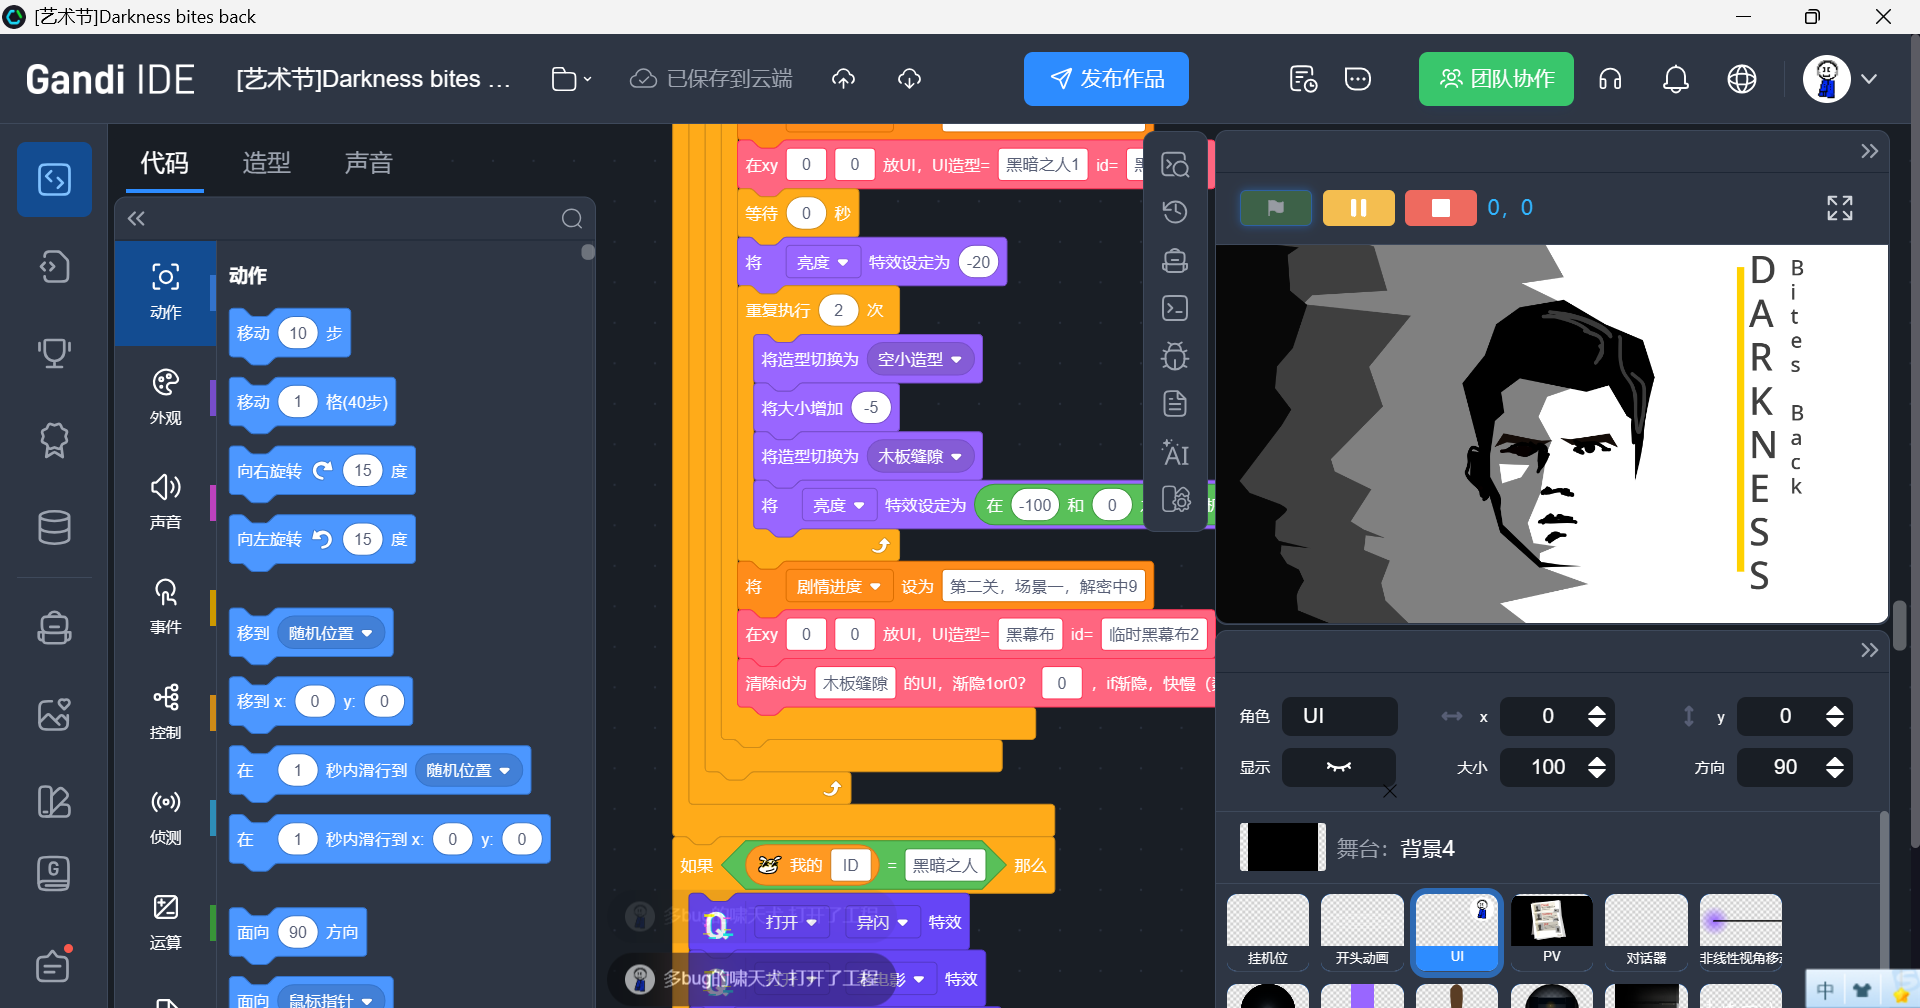 [艺术节]Darkness bites back
Gandi IDE
[艺术节]Darkness bites ...
已保存到云端
发布作品
团队协作
代码
造型
声音
动作
外观
声音
事件
控制
侦测
运算
动作
移动 10 步
移动 1 格(40步)
向右旋转 15 度
向左旋转 15 度
移到 随机位置
移到 x: 0 y: 0
在 1 秒内滑行到 随机位置
在 1 秒内滑行到 x: 0 y: 0
面向 90 方向
面向 鼠标指针
在xy 0 0 放UI，UI造型= 黑暗之人1 id=
等待 0 秒
将 亮度 特效设定为 -20
重复执行 2 次
将造型切换为 空小造型
将大小增加 -5
将造型切换为 木板缝隙
将 亮度 特效设定为 在 -100 和 0
将 剧情进度 设为 第二关，场景一，解密中9
在xy 0 0 放UI，UI造型= 黑幕布 id= 临时黑幕布2
清除id为 木板缝隙 的UI，渐隐1or0？ 0 ，if渐隐，快慢（
如果 我的 ID = 黑暗之人 那么
打开 异闪 特效
多bug的啸天犬 打开了工程
特效
0, 0
DARKNESS
Bites Back
角色 UI x 0 y 0
显示 大小 100 方向 90
舞台： 背景4
挂机位
开头动画
UI
PV
对话器
非线性视角移
中